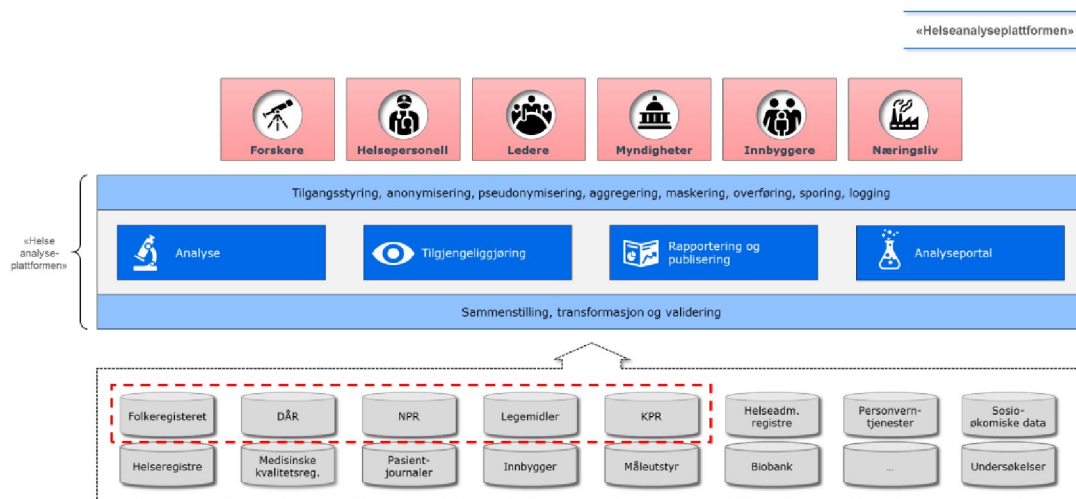 «Helseanalyseplattformen»
Forskere
Helsepersonell
Ledere
Myndigheter
Innbyggere
Næringsliv
Tilgangsstyring, anonymisering, pseudonymisering, aggregering, maskering, overføring, sporing, logging
«Helse
analyse-
plattformen»
Analyse
Tilgjengeliggjøring
Rapportering og
publisering
Analyseportal
Sammenstilling, transformasjon og validering
Folkeregisteret
DÅR
NPR
Legemidler
KPR
Helseadm.
registre
Personvern-
tjenester
Sosio-
økomiske data
Helseregistre
Medisinske
kvalitetsreg.
Pasient-
journaler
Innbygger
Måleutstyr
Biobank
...
Undersøkelser